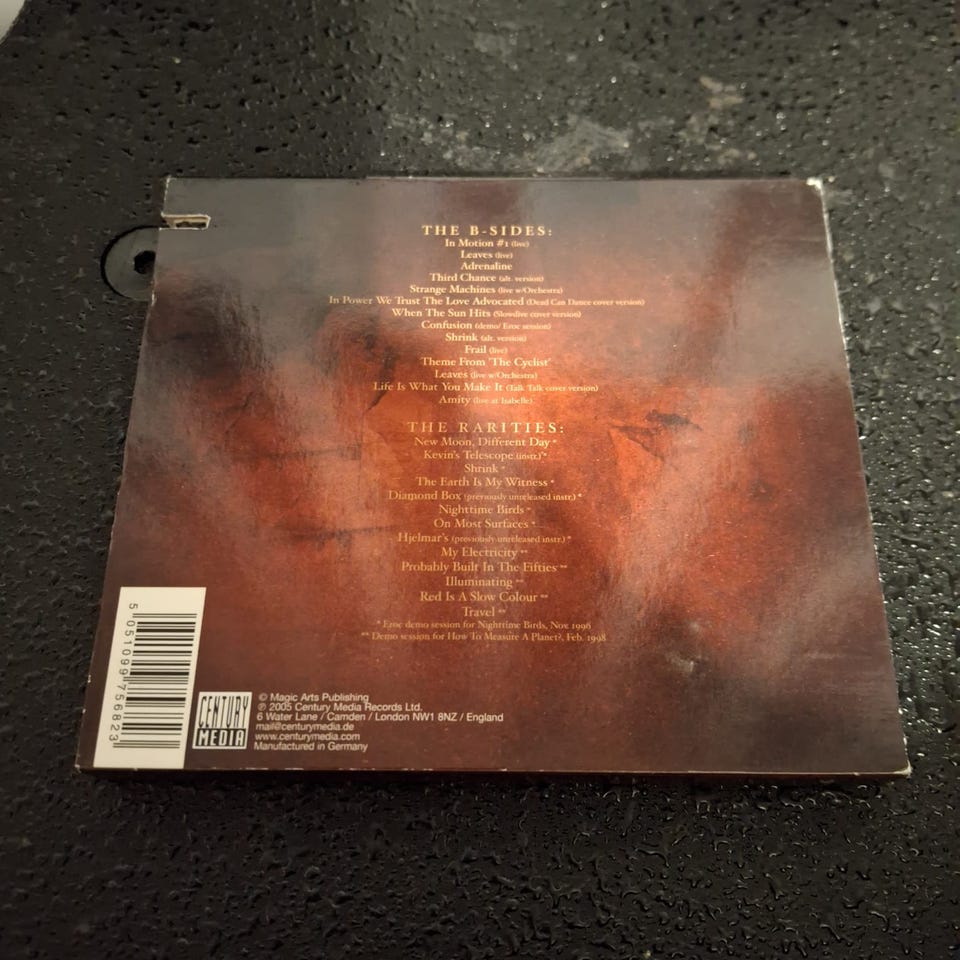 THE B-SIDES:
In Motion #1 (live)
Leaves (live)
Adrenaline
Third Chance (alt. version)
Strange Machines (live w/Orchestra)
In Power We Trust The Love Advocated (Dead Can Dance cover version)
When The Sun Hits (Slowdive cover version)
Confusion (demo/ Eroc session)
Shrink (alt. version)
Frail (live)
Theme From 'The Cyclist'
Leaves (live w/Orchestra)
Life Is What You Make It (Talk Talk cover version)
Amity (live at Isabelle)
THE RARITIES:
New Moon, Different Day *
Kevin's Telescope (instr.) *
Shrink *
The Earth Is My Witness *
Diamond Box (previously unreleased instr.) *
Nighttime Birds *
On Most Surfaces *
Hjelmar's (previously unreleased instr.) *
My Electricity **
Probably Built In The Fifties **
Illuminating **
Red Is A Slow Colour **
Travel **
* Eroc demo session for Nighttime Birds, Nov. 1996
** Demo session for How To Measure A Planet?, Feb. 1998
5 051099 756823
CENTURY
MEDIA
© Magic Arts Publishing
℗ 2005 Century Media Records Ltd.
6 Water Lane / Camden / London NW1 8NZ / England
mail@centurymedia.de
www.centurymedia.com
Manufactured in Germany